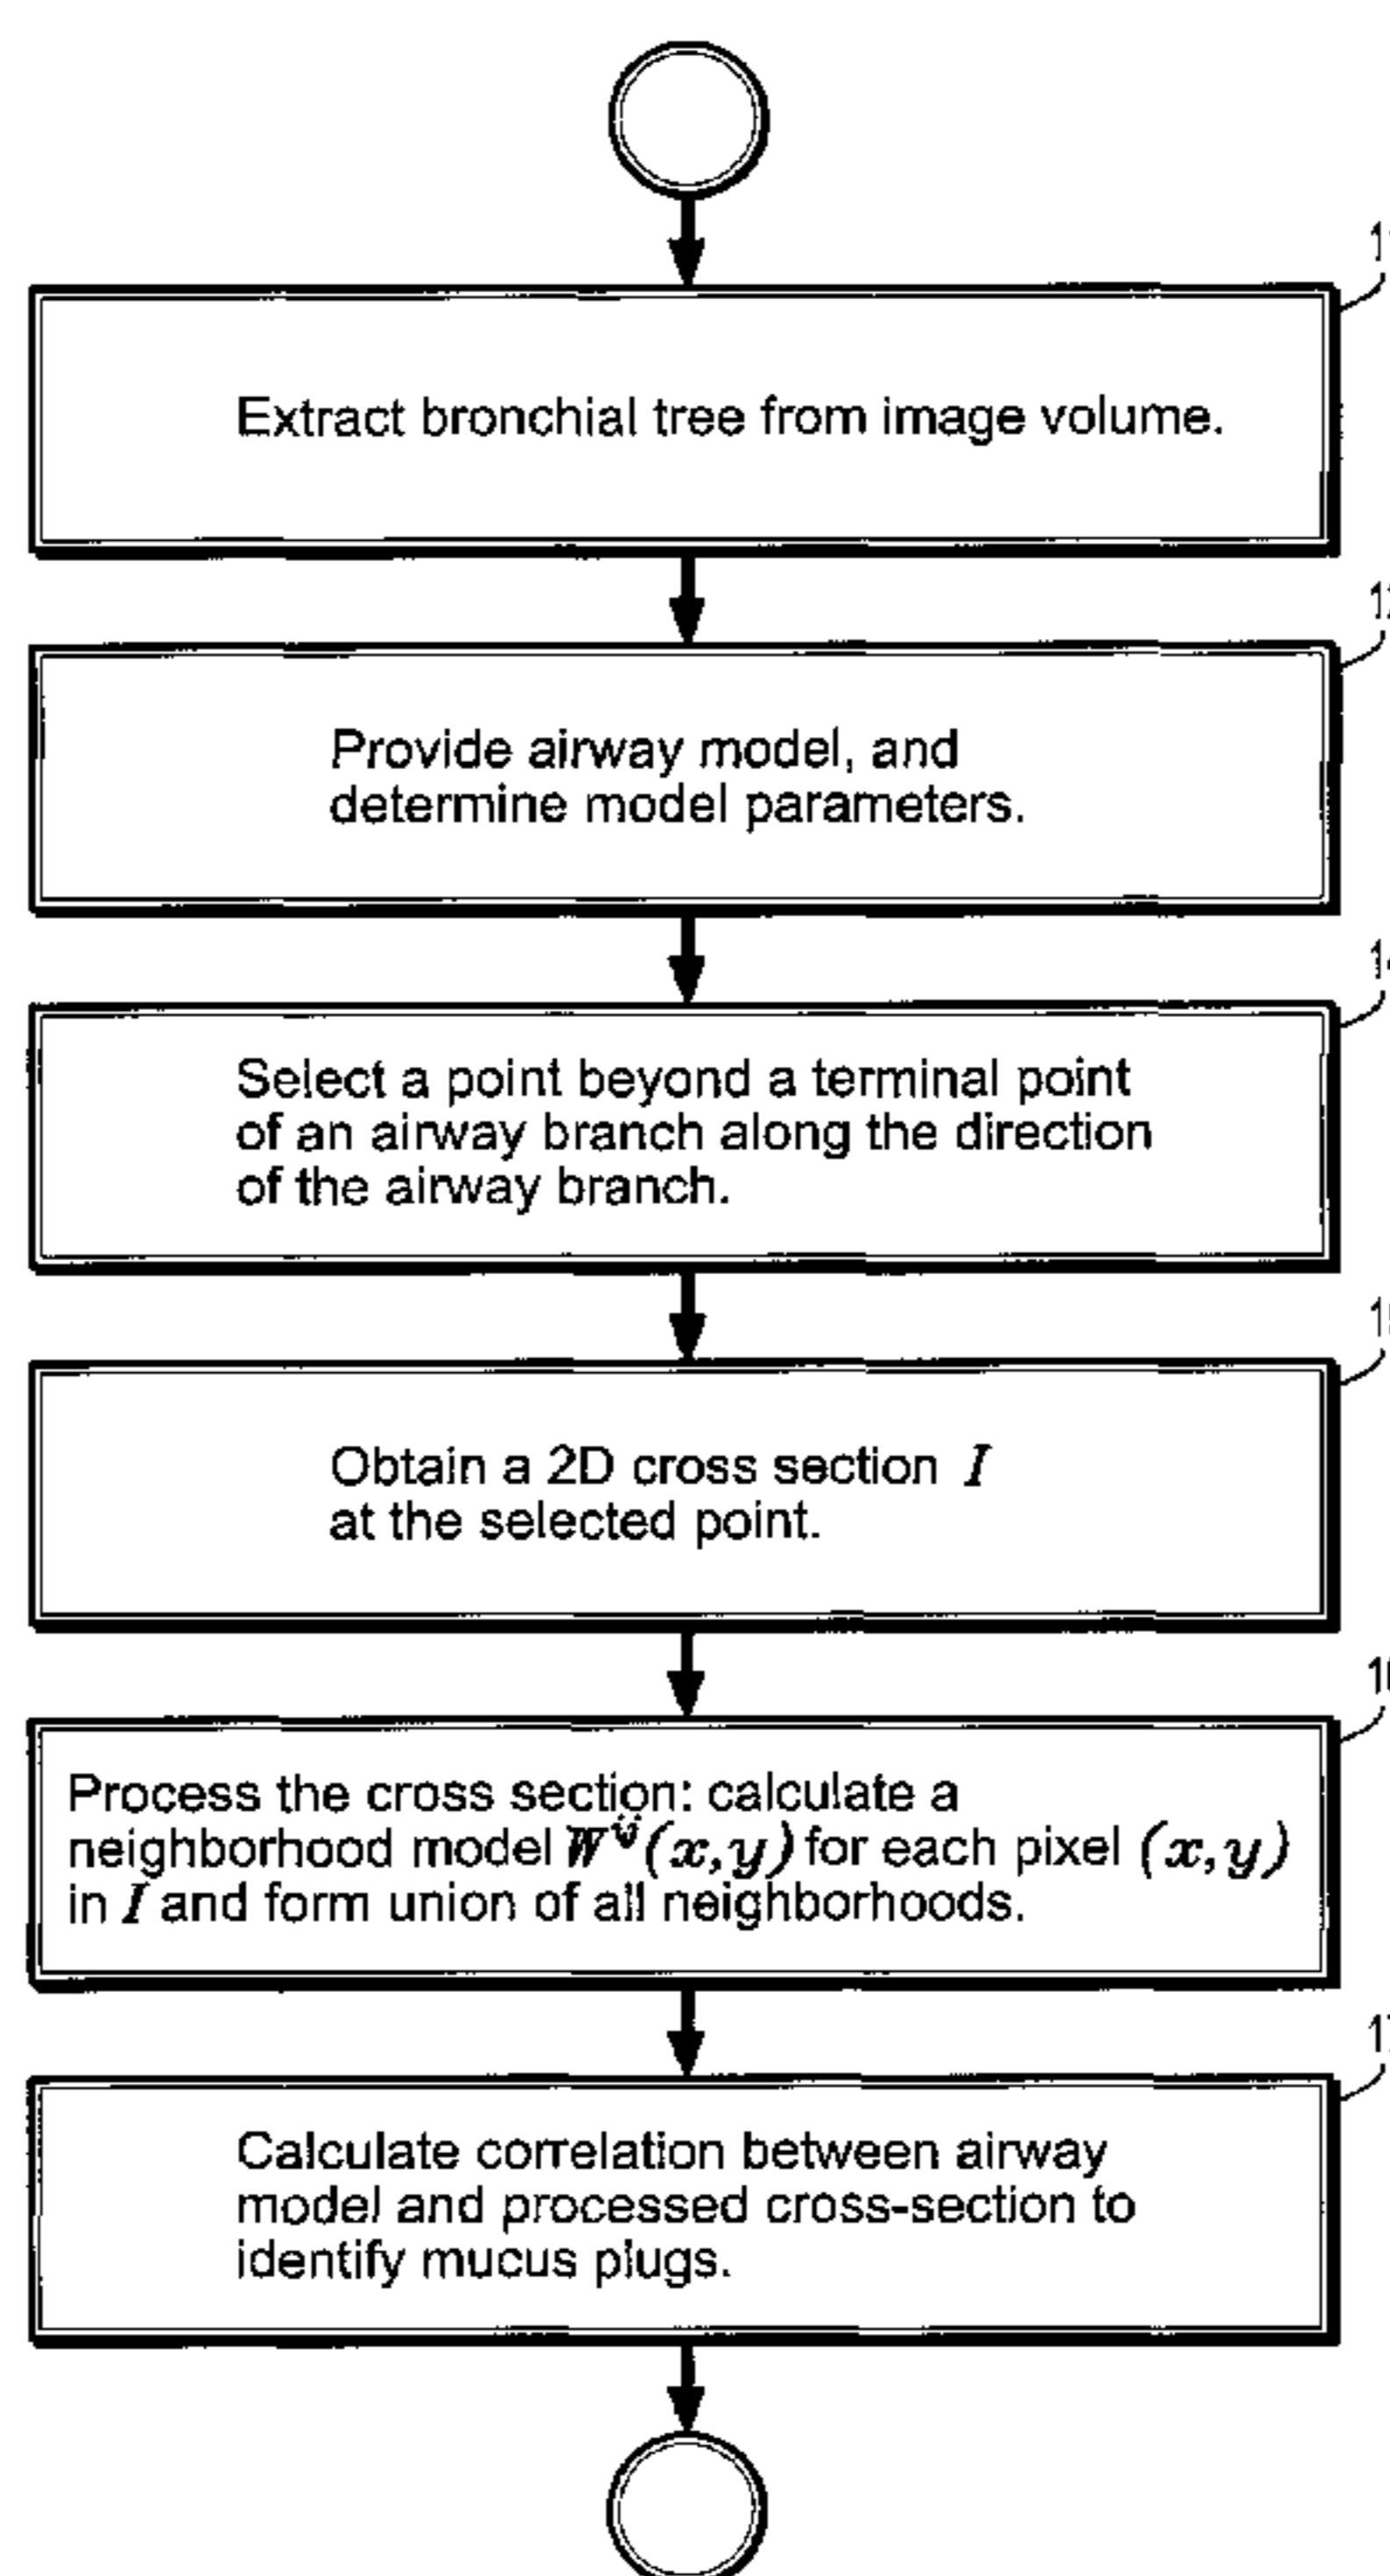 Extract bronchial tree from image volume.
Provide airway model, and
determine model parameters.
14
Select a point beyond a terminal point
of an airway branch along the direction
of the airway branch.
Obtain a 2D cross section I
at the selected point.
Process the cross section: calculate a
neighborhood model W^ij(x,y) for each pixel (x,y)
in I and form union of all neighborhoods.
Calculate correlation between airway
model and processed cross-section to
identify mucus plugs.